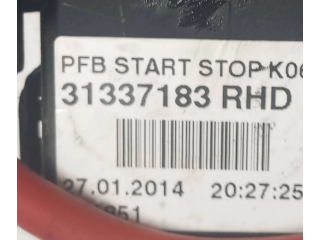 PFB START STOP K06
31337183 RHD
27.01.2014 20:27:25